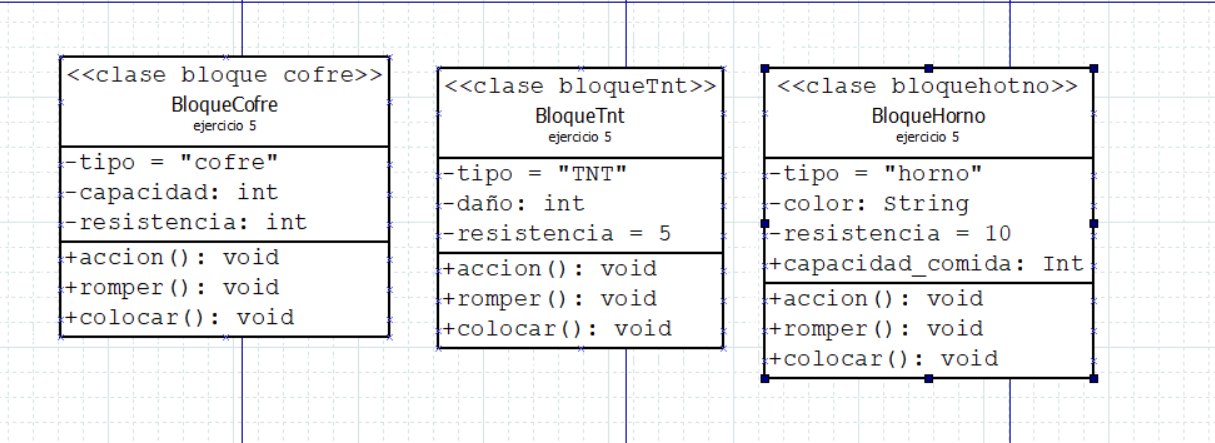 <<clase bloque cofre>>
BloqueCofre
ejercicio 5
-tipo = "cofre"
-capacidad: int
-resistencia: int
+accion(): void
+romper(): void
+colocar(): void
<<clase bloqueTnt>>
BloqueTnt
ejercicio 5
-tipo = "TNT"
-daño: int
-resistencia = 5
+accion(): void
+romper(): void
+colocar(): void
<<clase bloquehotno>>
BloqueHorno
ejercicio 5
-tipo = "horno"
-color: String
-resistencia = 10
+capacidad_comida: Int
+accion(): void
+romper(): void
+colocar(): void